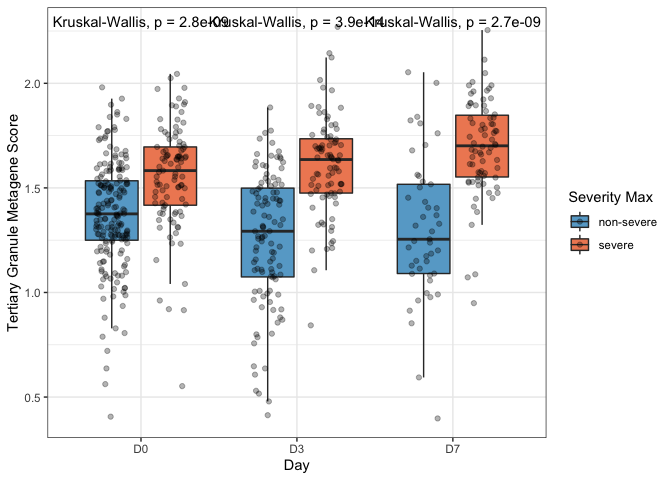 Kruskal-Wallis, p = 2.8e-09 Kruskal-Wallis, p = 3.9e-14 Kruskal-Wallis, p = 2.7e-09
2.0
1.5
1.0
0.5
Tertiary Granule Metagene Score
D0 D3 D7
Day
Severity Max
non-severe
severe